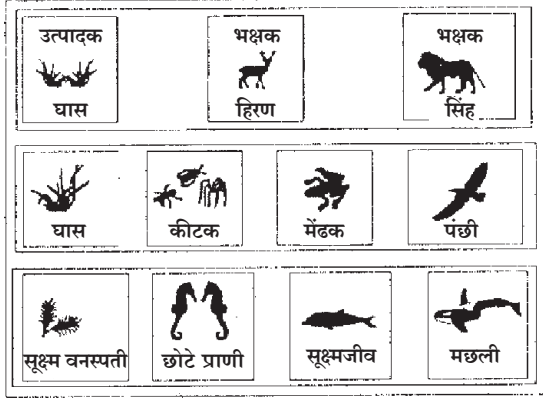 उत्पादक भक्षक भक्षक
घास हिरण सिंह
घास कीटक मेंढक पंछी
सूक्ष्म वनस्पती छोटे प्राणी सूक्ष्मजीव मछली